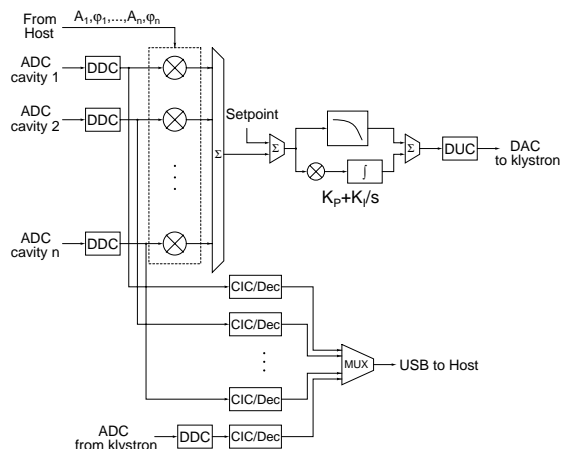 From Host
A1,φ1,...,An,φn
ADC cavity 1
DDC
ADC cavity 2
DDC
Setpoint
Σ
Σ
Σ
DUC
DAC to klystron
∫
KP+KI/s
ADC cavity n
DDC
CIC/Dec
CIC/Dec
CIC/Dec
MUX
USB to Host
ADC from klystron
DDC
CIC/Dec